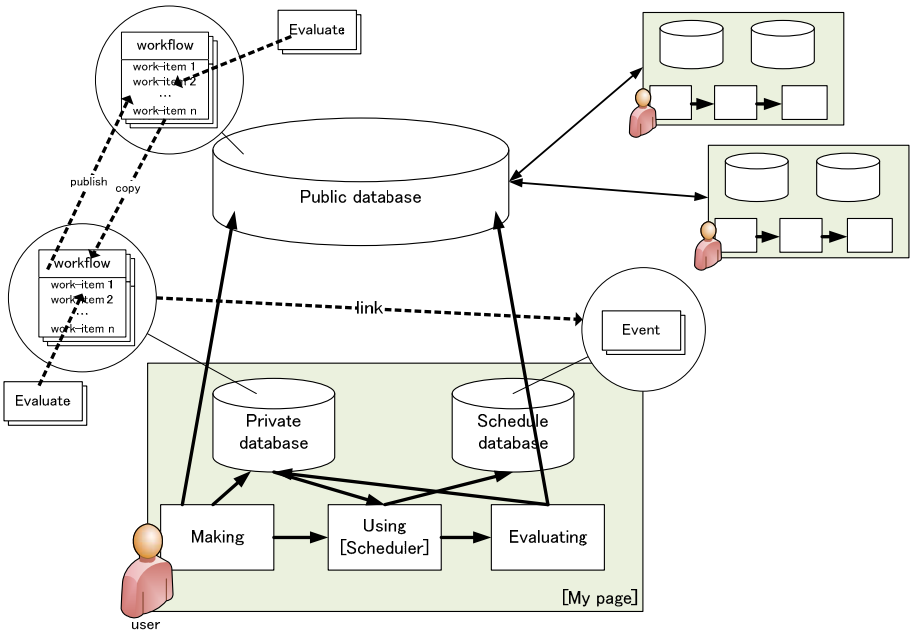 Evaluate
workflow
work-item 1
work-item 2
...
work-item n
publish
copy
Public database
workflow
work-item 1
work-item 2
...
work-item n
link
Event
Evaluate
Private
database
Schedule
database
Making
Using
[Scheduler]
Evaluating
[My page]
user